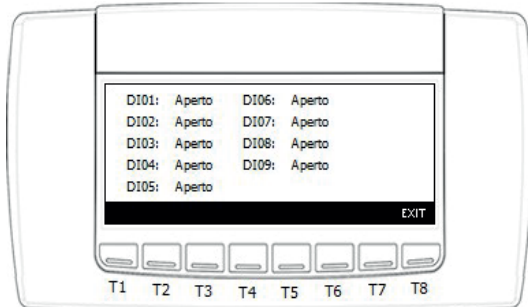 DI01: Aperto DI06: Aperto
DI02: Aperto DI07: Aperto
DI03: Aperto DI08: Aperto
DI04: Aperto DI09: Aperto
DI05: Aperto
EXIT
T1 T2 T3 T4 T5 T6 T7 T8